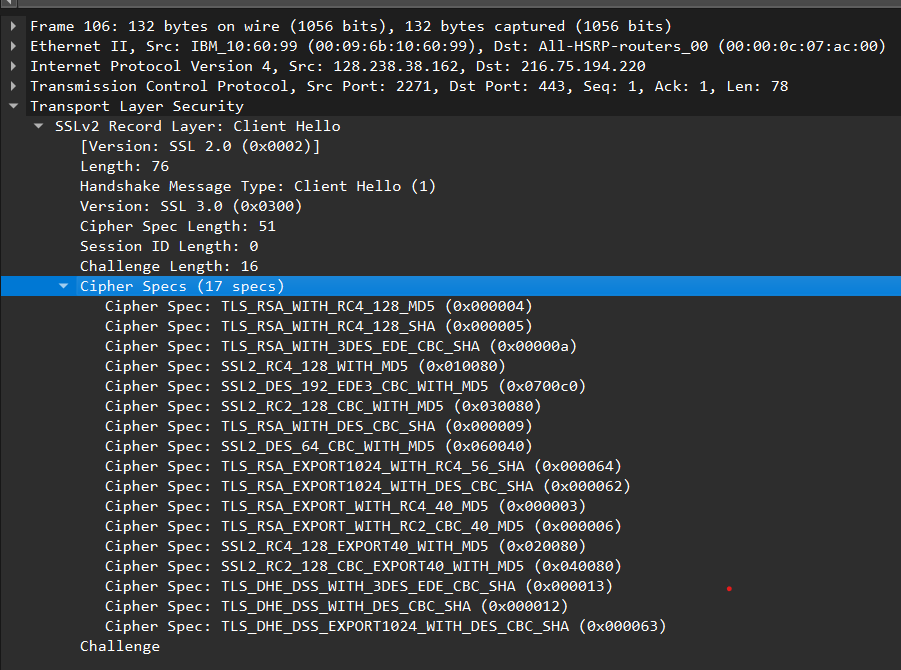 Frame 106: 132 bytes on wire (1056 bits), 132 bytes captured (1056 bits)
Ethernet II, Src: IBM_10:60:99 (00:09:6b:10:60:99), Dst: All-HSRP-routers_00 (00:00:0c:07:ac:00)
Internet Protocol Version 4, Src: 128.238.38.162, Dst: 216.75.194.220
Transmission Control Protocol, Src Port: 2271, Dst Port: 443, Seq: 1, Ack: 1, Len: 78
Transport Layer Security
SSLv2 Record Layer: Client Hello
[Version: SSL 2.0 (0x0002)]
Length: 76
Handshake Message Type: Client Hello (1)
Version: SSL 3.0 (0x0300)
Cipher Spec Length: 51
Session ID Length: 0
Challenge Length: 16
Cipher Specs (17 specs)
Cipher Spec: TLS_RSA_WITH_RC4_128_MD5 (0x000004)
Cipher Spec: TLS_RSA_WITH_RC4_128_SHA (0x000005)
Cipher Spec: TLS_RSA_WITH_3DES_EDE_CBC_SHA (0x00000a)
Cipher Spec: SSL2_RC4_128_WITH_MD5 (0x010080)
Cipher Spec: SSL2_DES_192_EDE3_CBC_WITH_MD5 (0x0700c0)
Cipher Spec: SSL2_RC2_128_CBC_WITH_MD5 (0x030080)
Cipher Spec: TLS_RSA_WITH_DES_CBC_SHA (0x000009)
Cipher Spec: SSL2_DES_64_CBC_WITH_MD5 (0x060040)
Cipher Spec: TLS_RSA_EXPORT1024_WITH_RC4_56_SHA (0x000064)
Cipher Spec: TLS_RSA_EXPORT1024_WITH_DES_CBC_SHA (0x000062)
Cipher Spec: TLS_RSA_EXPORT_WITH_RC4_40_MD5 (0x000003)
Cipher Spec: TLS_RSA_EXPORT_WITH_RC2_CBC_40_MD5 (0x000006)
Cipher Spec: SSL2_RC4_128_EXPORT40_WITH_MD5 (0x020080)
Cipher Spec: SSL2_RC2_128_CBC_EXPORT40_WITH_MD5 (0x040080)
Cipher Spec: TLS_DHE_DSS_WITH_3DES_EDE_CBC_SHA (0x000013)
Cipher Spec: TLS_DHE_DSS_WITH_DES_CBC_SHA (0x000012)
Cipher Spec: TLS_DHE_DSS_EXPORT1024_WITH_DES_CBC_SHA (0x000063)
Challenge